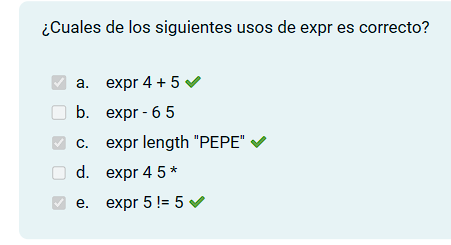 ¿Cuales de los siguientes usos de expr es correcto?
a. expr 4 + 5
b. expr - 6 5
c. expr length "PEPE"
d. expr 4 5 *
e. expr 5 != 5